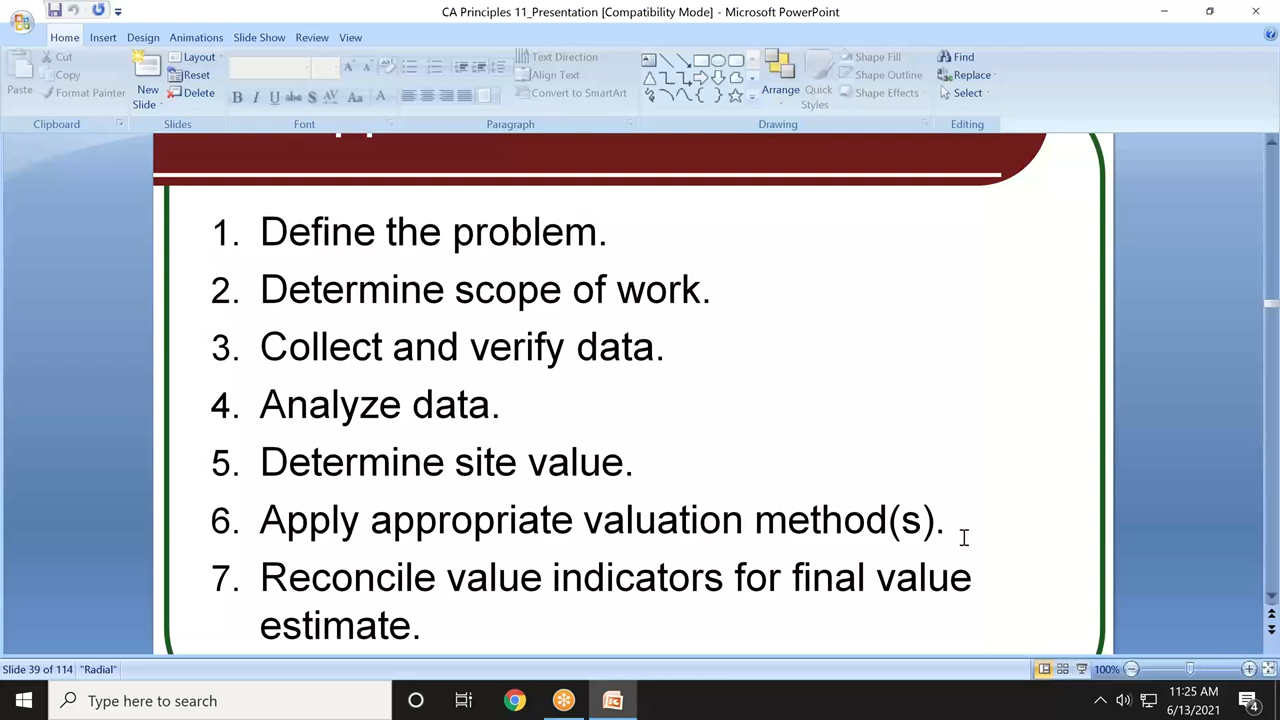 CA Principles 11_Presentation [Compatibility Mode] - Microsoft PowerPoint
Home Insert Design Animations Slide Show Review View
Paste
Cut
Copy
Format Painter
Clipboard
New Slide
Layout
Reset
Delete
Slides
Font
Text Direction
Align Text
Convert to SmartArt
Paragraph
Arrange
Quick Styles
Shape Fill
Shape Outline
Shape Effects
Drawing
Find
Replace
Select
Editing
1. Define the problem.
2. Determine scope of work.
3. Collect and verify data.
4. Analyze data.
5. Determine site value.
6. Apply appropriate valuation method(s).
7. Reconcile value indicators for final value
estimate.
Slide 39 of 114 "Radial"
100%
Type here to search
11:25 AM
6/13/2021
4